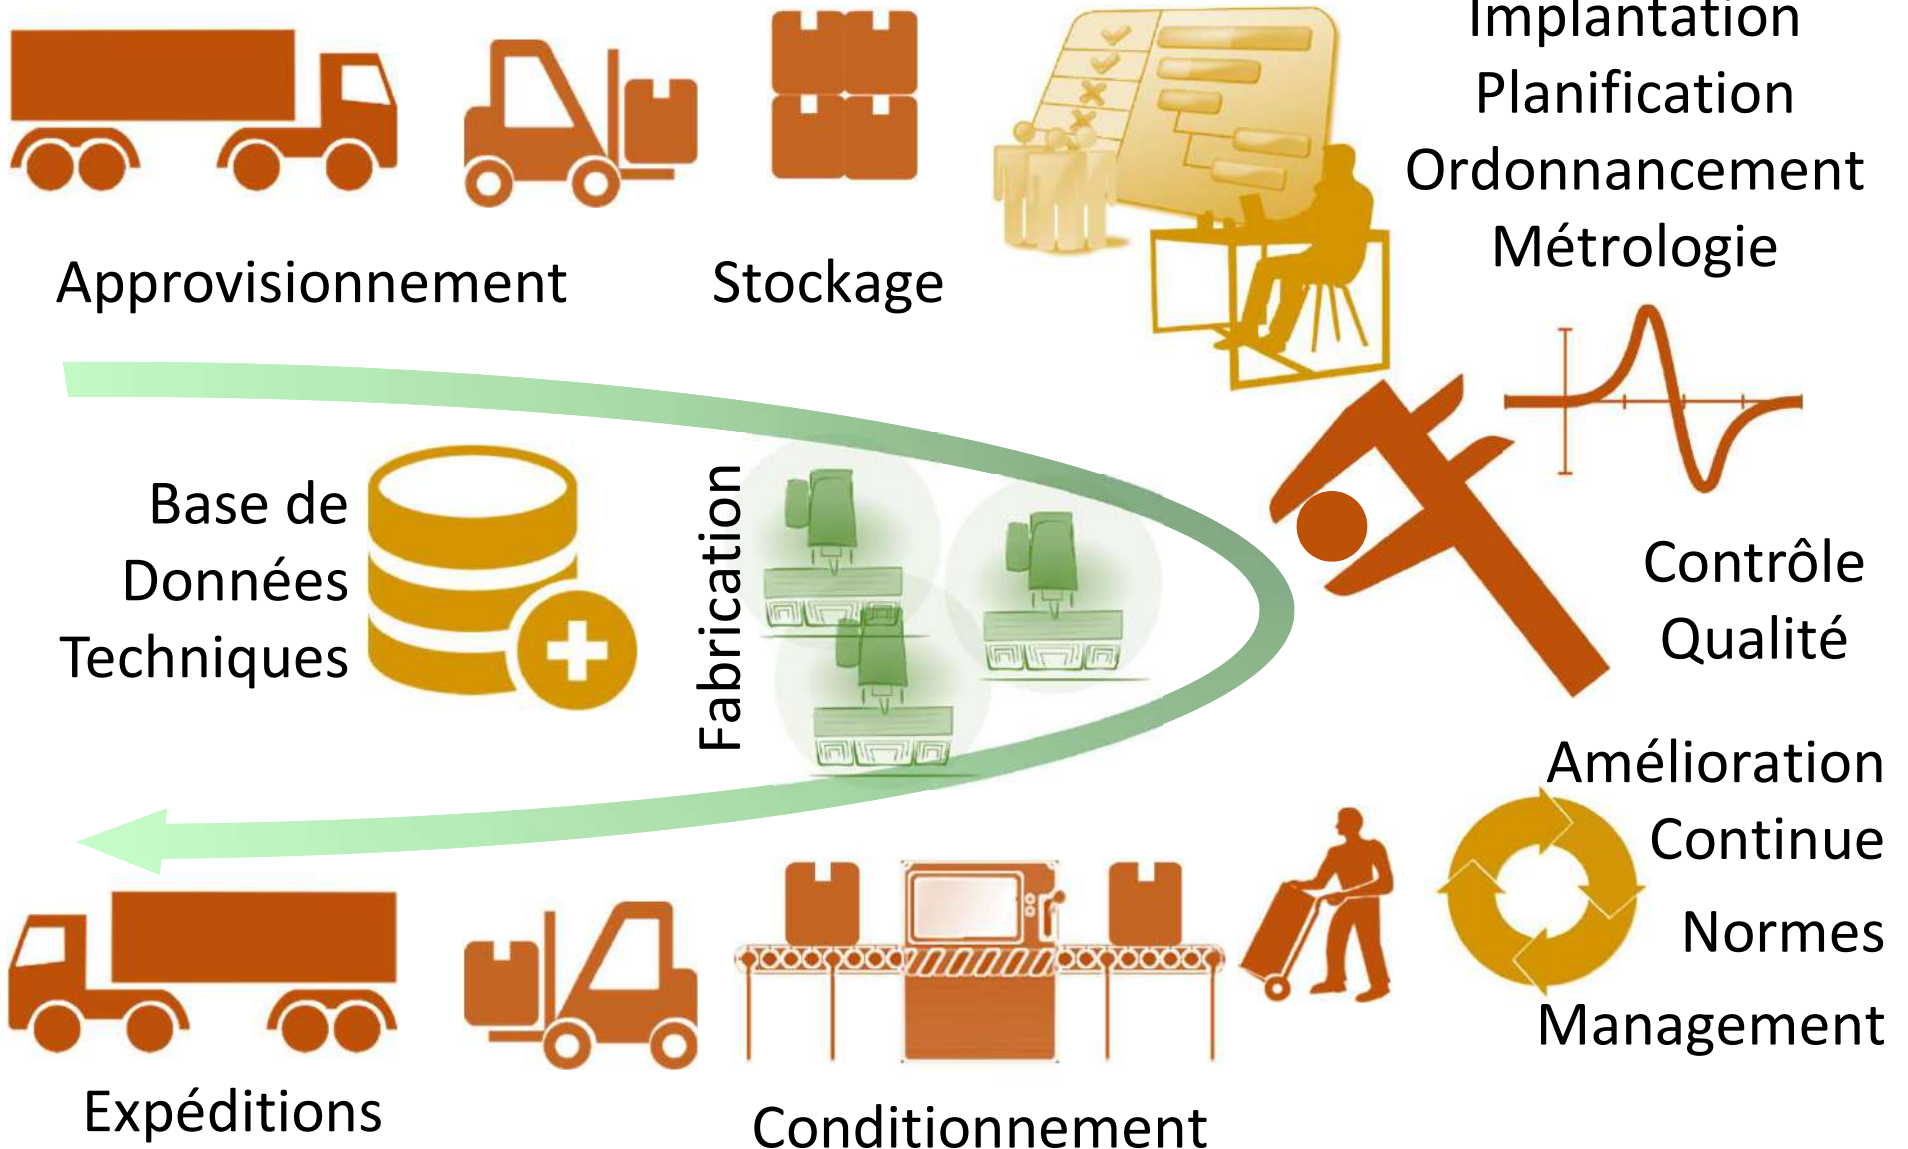 Implantation
Planification
Ordonnancement
Métrologie
Approvisionnement
Stockage
Base de
Données
Techniques
Fabrication
Contrôle
Qualité
Amélioration
Continue
Normes
Management
Expéditions
Conditionnement